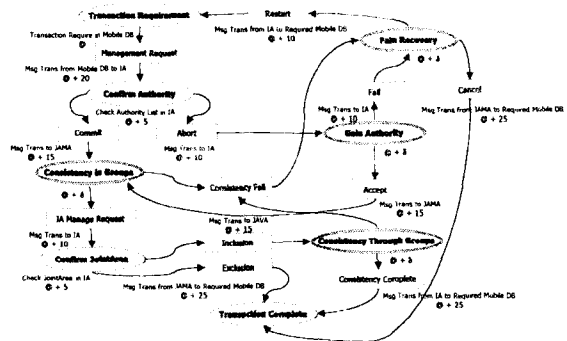 Transaction Requirement
Restart
Transaction Require in Mobile DB
Management Request
Msg Trans from IA to Required Mobile DB
+ 10
Fain Recovery
+ δ
Msg Trans from Mobile DB to IA
+ 20
Confirm Authority
Fail
Cancel
Check Authority List in IA
+ 5
Msg Trans to IA
+ 10
Msg Trans from IAMA to Required Mobile DB
+ 25
Commit
Abort
Gain Authority
Msg Trans to JAMA
+ 15
Msg Trans to IA
+ 10
+ δ
Consistency in Groups
Consistency Fail
Accept
+ δ
Msg Trans to JAMA
+ 15
IA Manage Request
Msg Trans to JAVA
+ 15
Msg Trans to IA
+ 10
Inclusion
Consistency Through Groups
Confirm JointArea
+ δ
Check JointArea in IA
+ 5
Exclusion
Consistency Complete
Msg Trans from JAMA to Required Mobile DB
+ 25
Msg Trans from IA to Required Mobile DB
+ 25
Transaction Complete